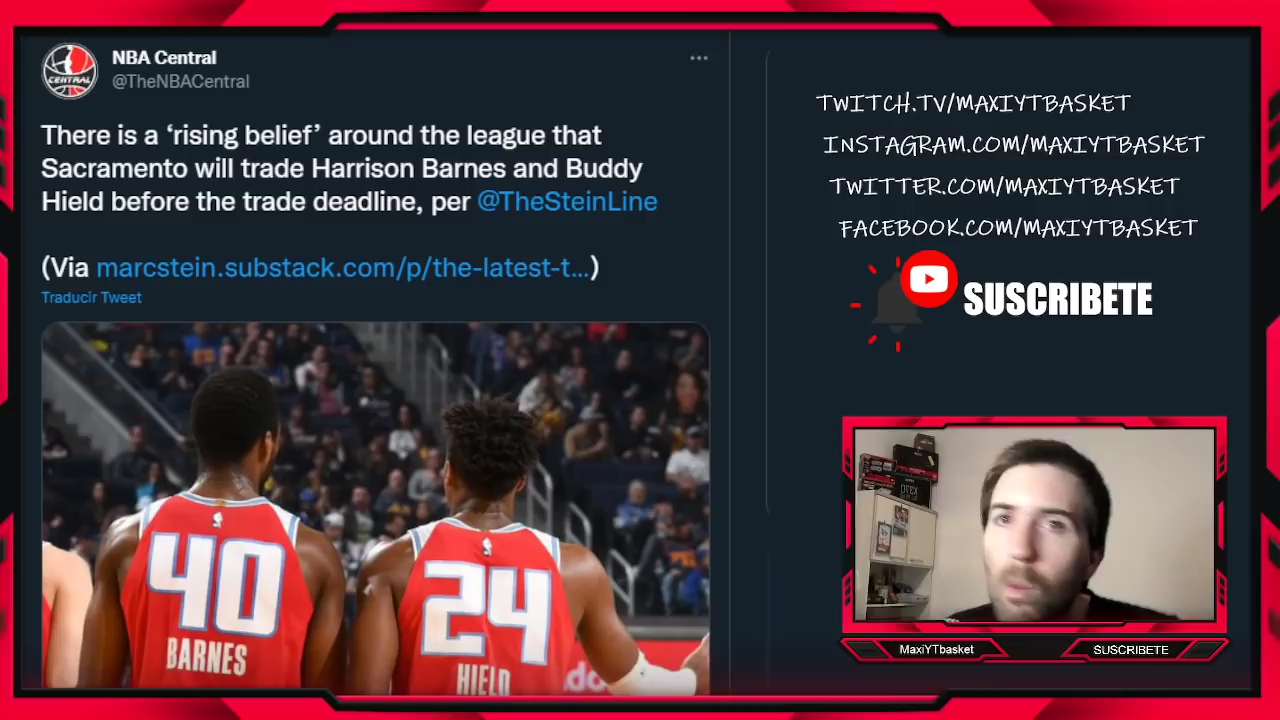 NBA Central
@TheNBACentral
There is a ‘rising belief’ around the league that
Sacramento will trade Harrison Barnes and Buddy
Hield before the trade deadline, per @TheSteinLine
(Via marcstein.substack.com/p/the-latest-t...)
Traducir Tweet
CENTRAL
40
BARNES
24
HIELD
TWITCH.TV/MAXIYTBASKET
INSTAGRAM.COM/MAXIYTBASKET
TWITTER.COM/MAXIYTBASKET
FACEBOOK.COM/MAXIYTBASKET
SUSCRIBETE
MaxiYTbasket
SUSCRIBETE